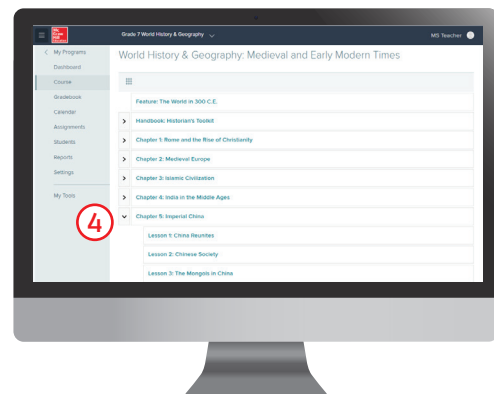 Mc
Graw
Hill
Education
Grade 7 World History & Geography
MS Teacher
My Programs
Dashboard
Course
Gradebook
Calendar
Assignments
Students
Reports
Settings
My Tools
World History & Geography: Medieval and Early Modern Times
Feature: The World in 300 C.E.
Handbook: Historian's Toolkit
Chapter 1: Rome and the Rise of Christianity
Chapter 2: Medieval Europe
Chapter 3: Islamic Civilization
Chapter 4: India in the Middle Ages
4
Chapter 5: Imperial China
Lesson 1: China Reunites
Lesson 2: Chinese Society
Lesson 3: The Mongols in China